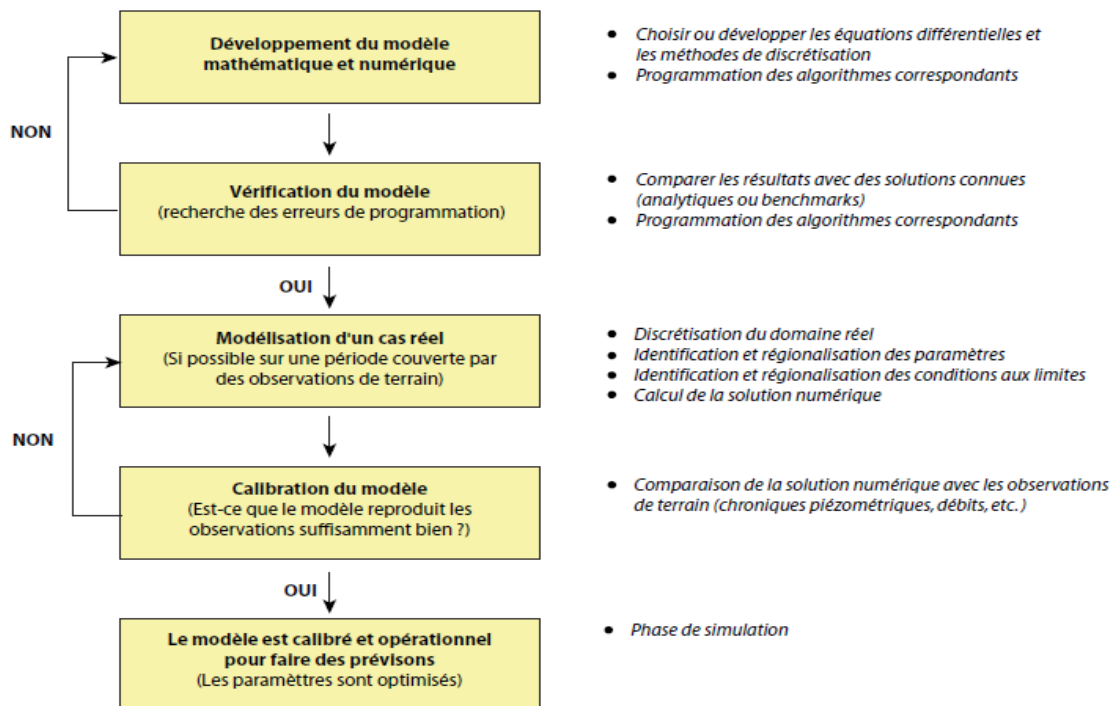 Développement du modèle
mathématique et numérique
• Choisir ou développer les équations différentielles et
les méthodes de discrétisation
• Programmation des algorithmes correspondants
NON
Vérification du modèle
(recherche des erreurs de programmation)
• Comparer les résultats avec des solutions connues
(analytiques ou benchmarks)
• Programmation des algorithmes correspondants
OUI
Modélisation d'un cas réel
(Si possible sur une période couverte par
des observations de terrain)
• Discrétisation du domaine réel
• Identification et régionalisation des paramètres
• Identification et régionalisation des conditions aux limites
• Calcul de la solution numérique
NON
Calibration du modèle
(Est-ce que le modèle reproduit les
observations suffisamment bien ?)
• Comparaison de la solution numérique avec les observations
de terrain (chroniques piézométriques, débits, etc.)
OUI
Le modèle est calibré et opérationnel
pour faire des prévisons
(Les paramèttres sont optimisés)
• Phase de simulation